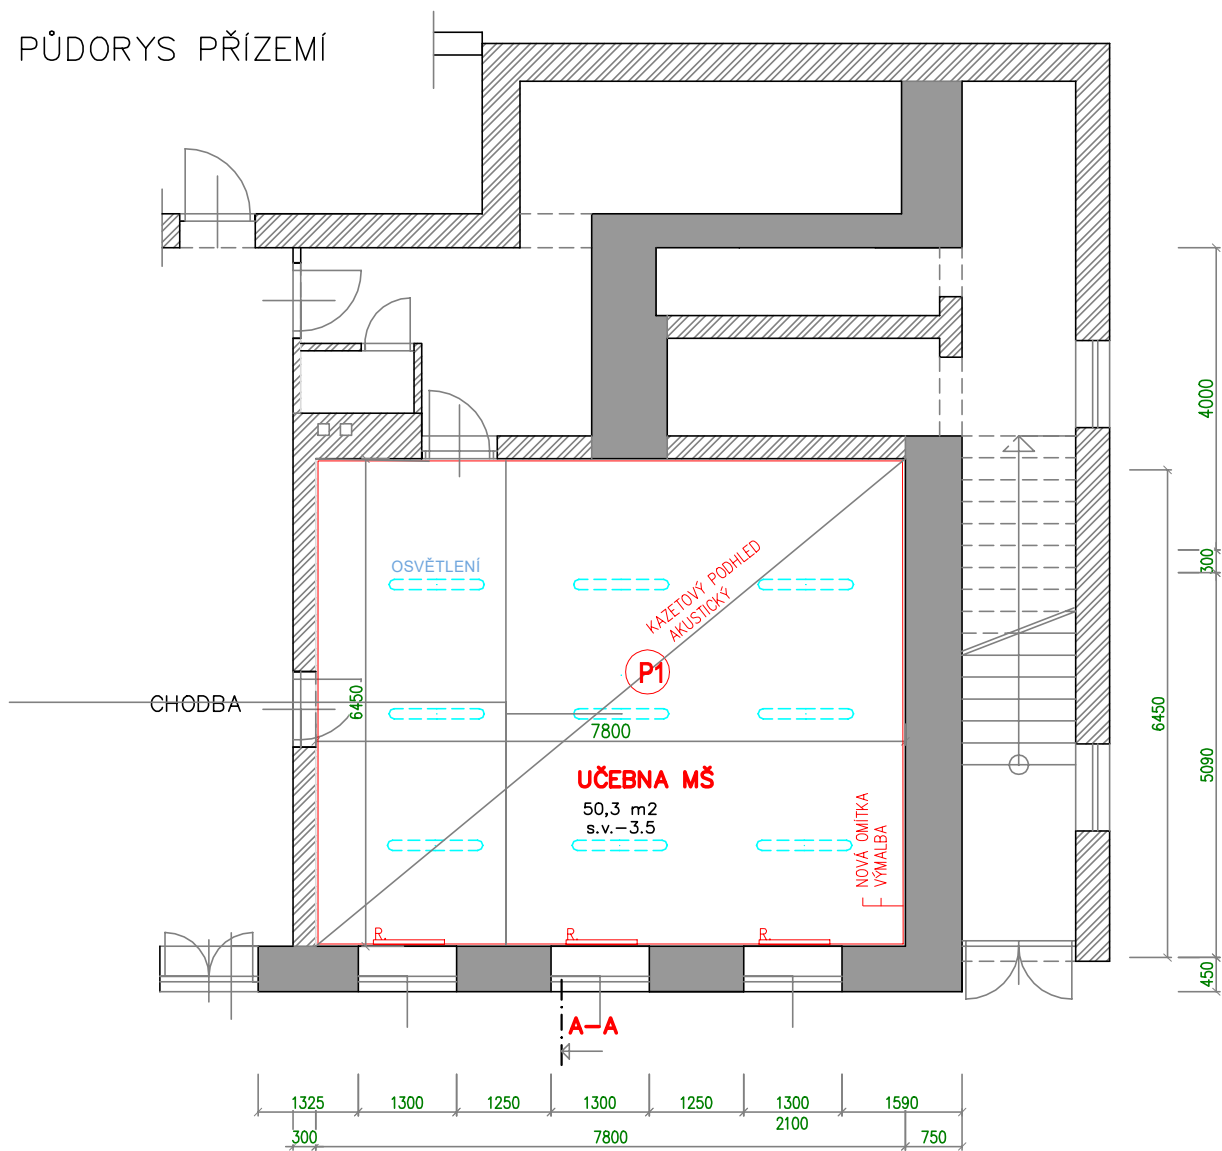 PŮDORYS PŘÍZEMÍ
4000
OSVĚTLENÍ
KAZETOVÝ PODHLED
AKUSTICKÝ
300
P1
CHODBA
6450
6450
7800
5090
UČEBNA MŠ
50,3 m2
s.v.-3.5
NOVÁ OMÍTKA
VÝMALBA
R.
R.
R.
450
A-A
1325
1300
1250
1300
1250
1300
1590
2100
300
7800
750